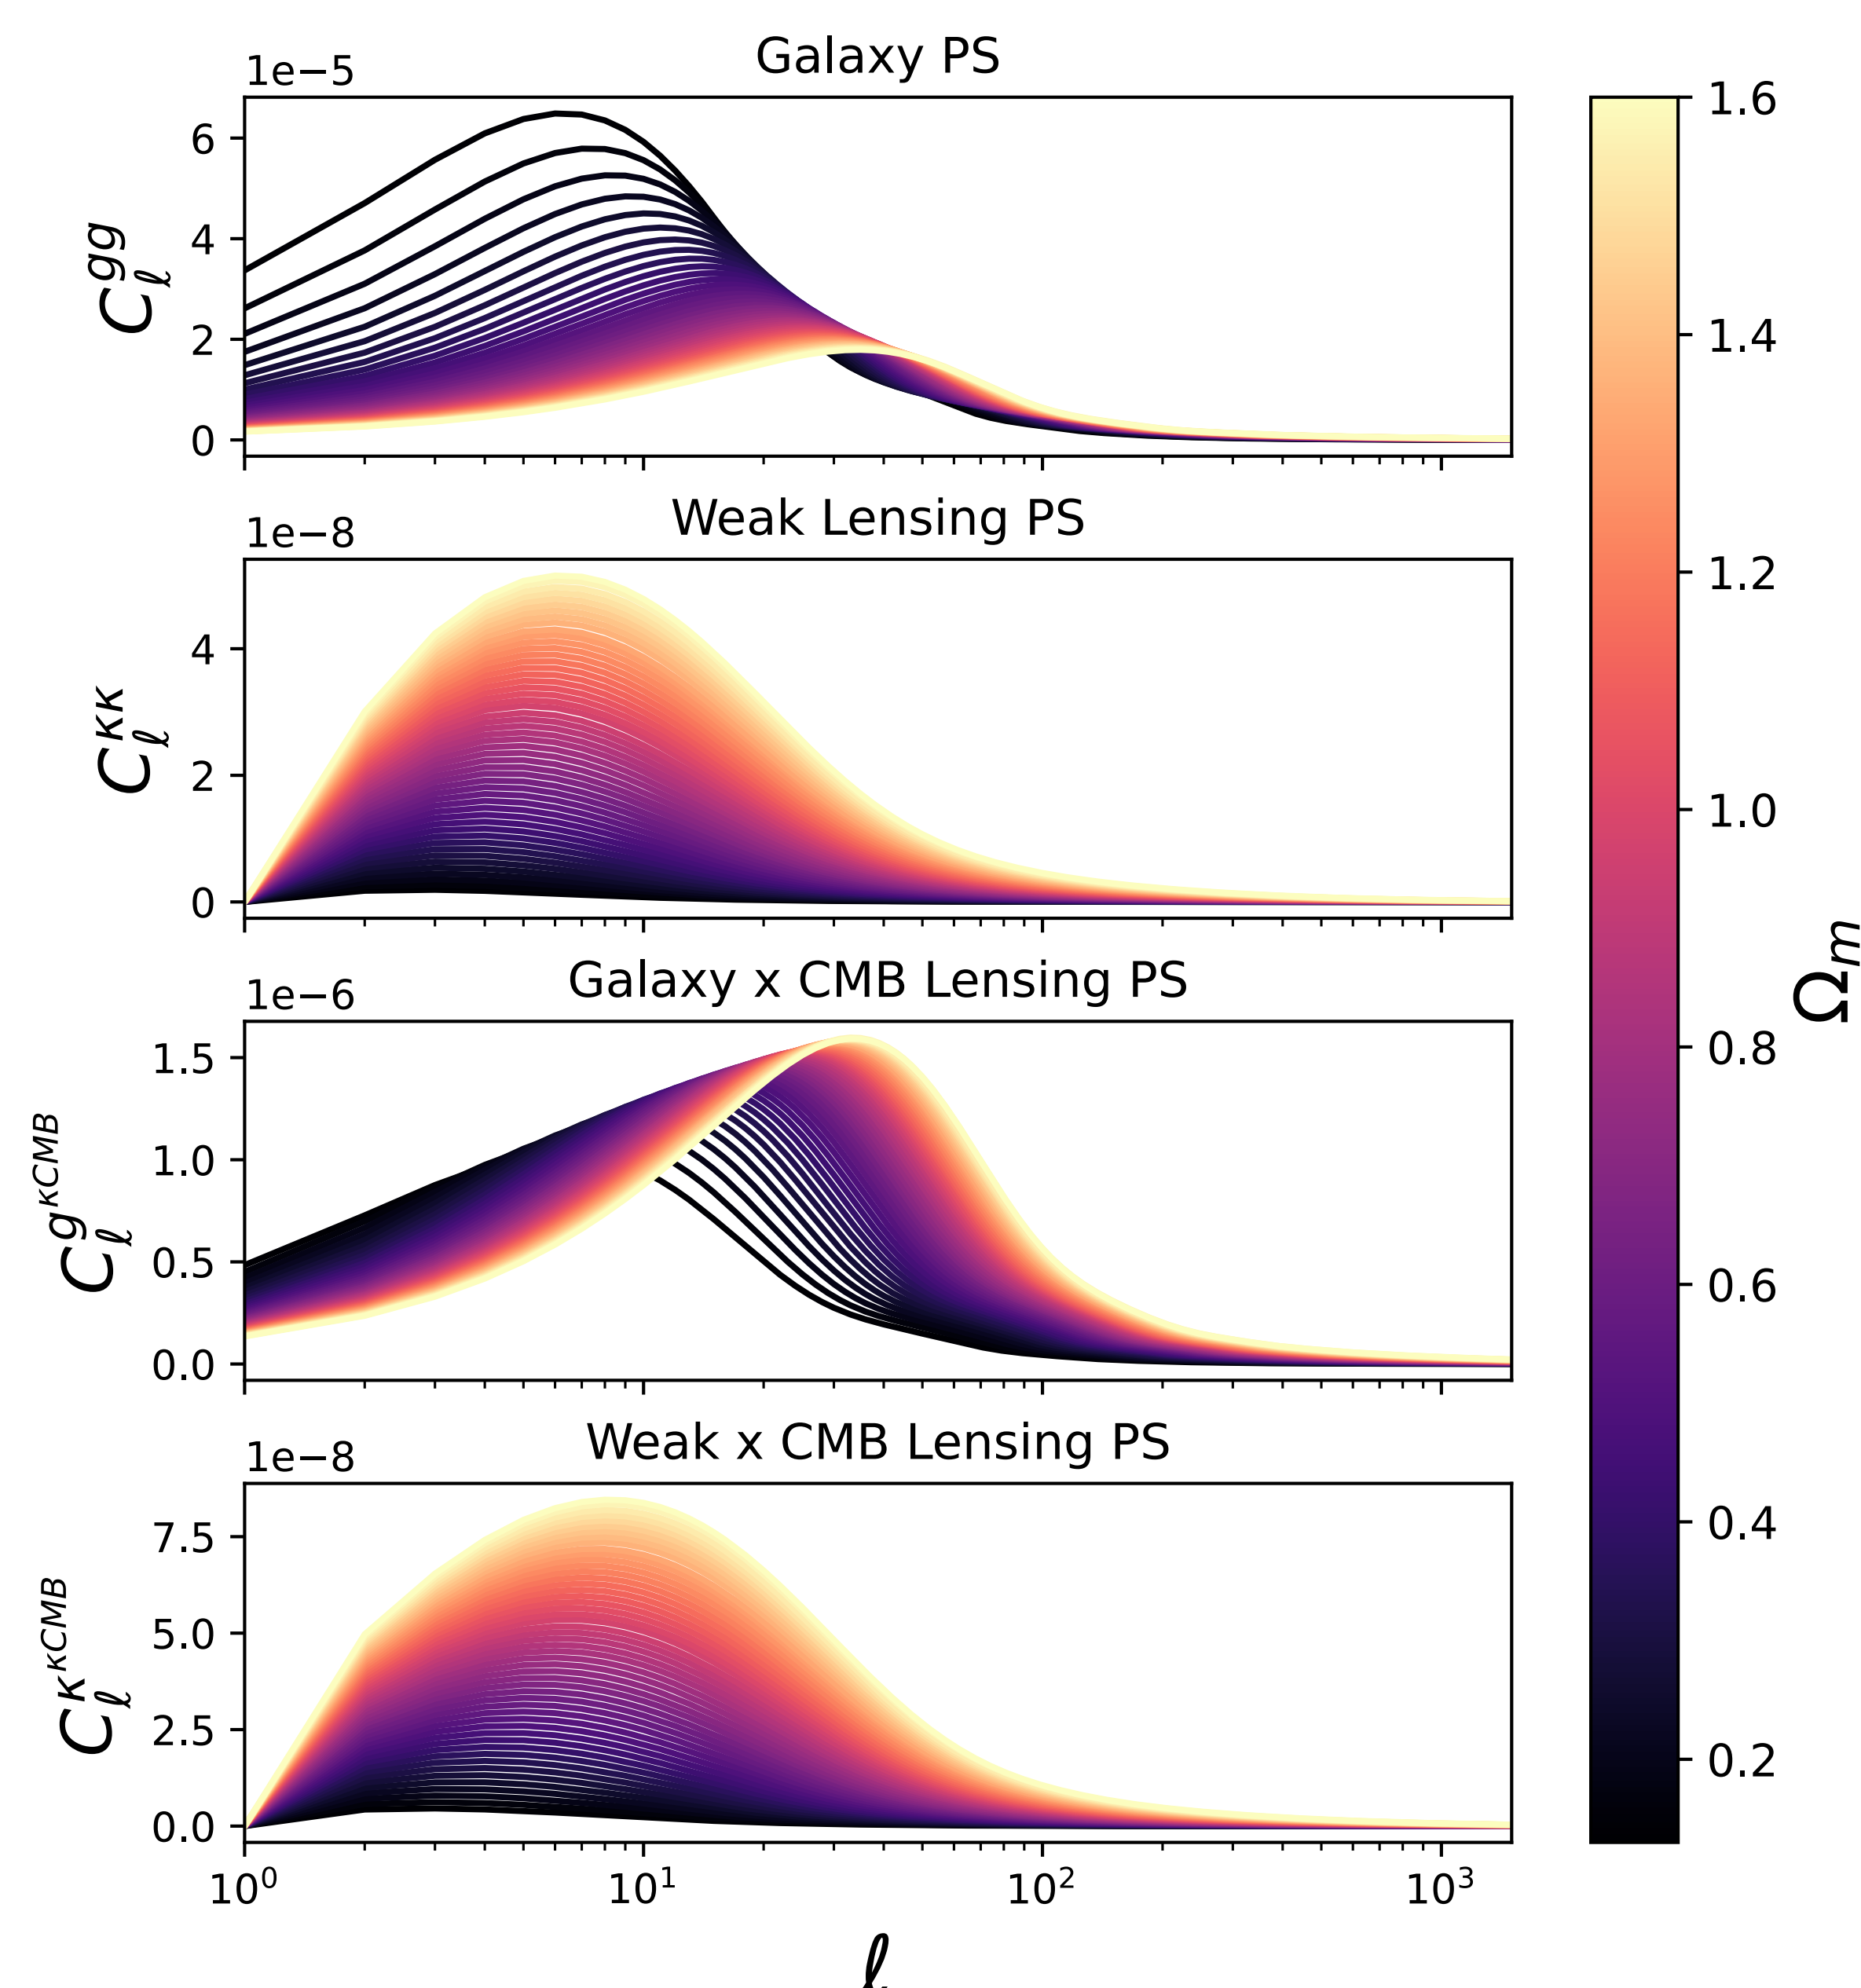 Galaxy PS
1e−5
6
4
2
0
C_ℓ^{gg}
Weak Lensing PS
1e−8
4
2
0
C_ℓ^{κκ}
Galaxy x CMB Lensing PS
1e−6
1.5
1.0
0.5
0.0
C_ℓ^{g^{κCMB}}
Weak x CMB Lensing PS
1e−8
7.5
5.0
2.5
0.0
C_ℓ^{κ^{κCMB}}
10^0 10^1 10^2 10^3
ℓ
1.6
1.4
1.2
1.0
0.8
0.6
0.4
0.2
Ω_m